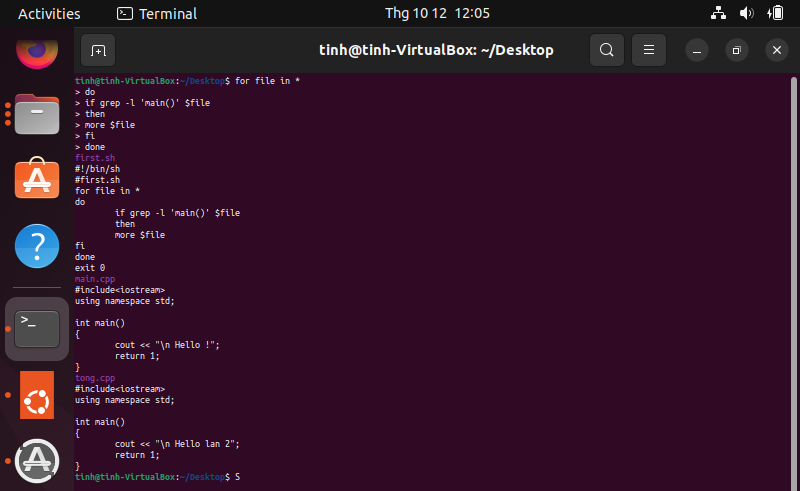 Activities
Terminal
Thg 10 12 12:05
tinh@tinh-VirtualBox: ~/Desktop
tinh@tinh-VirtualBox:~/Desktop$ for file in *
> do
> if grep -l 'main()' $file
> then
> more $file
> fi
> done
first.sh
#!/bin/sh
#first.sh
for file in *
do
        if grep -l 'main()' $file
        then
        more $file
fi
done
exit 0
main.cpp
#include<iostream>
using namespace std;

int main()
{
        cout << "\n Hello !";
        return 1;
}
tong.cpp
#include<iostream>
using namespace std;

int main()
{
        cout << "\n Hello lan 2";
        return 1;
}
tinh@tinh-VirtualBox:~/Desktop$ S